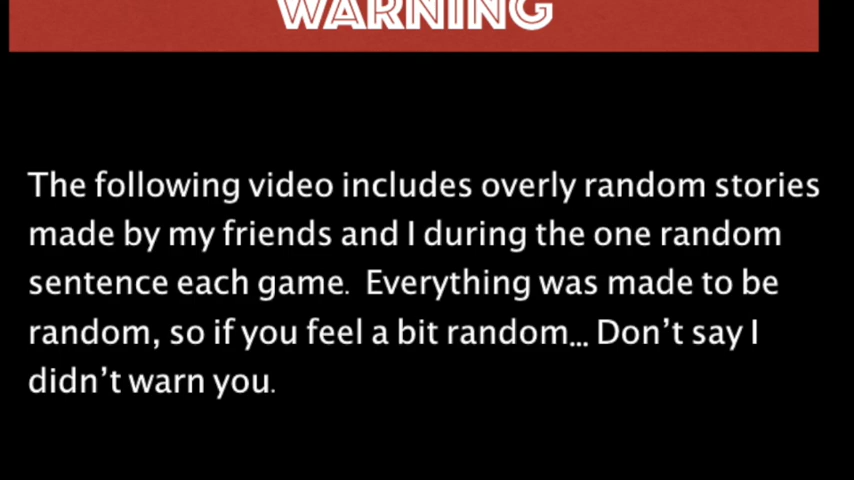 WARNING
The following video includes overly random stories
made by my friends and I during the one random
sentence each game.  Everything was made to be
random, so if you feel a bit random... Don't say I
didn't warn you.